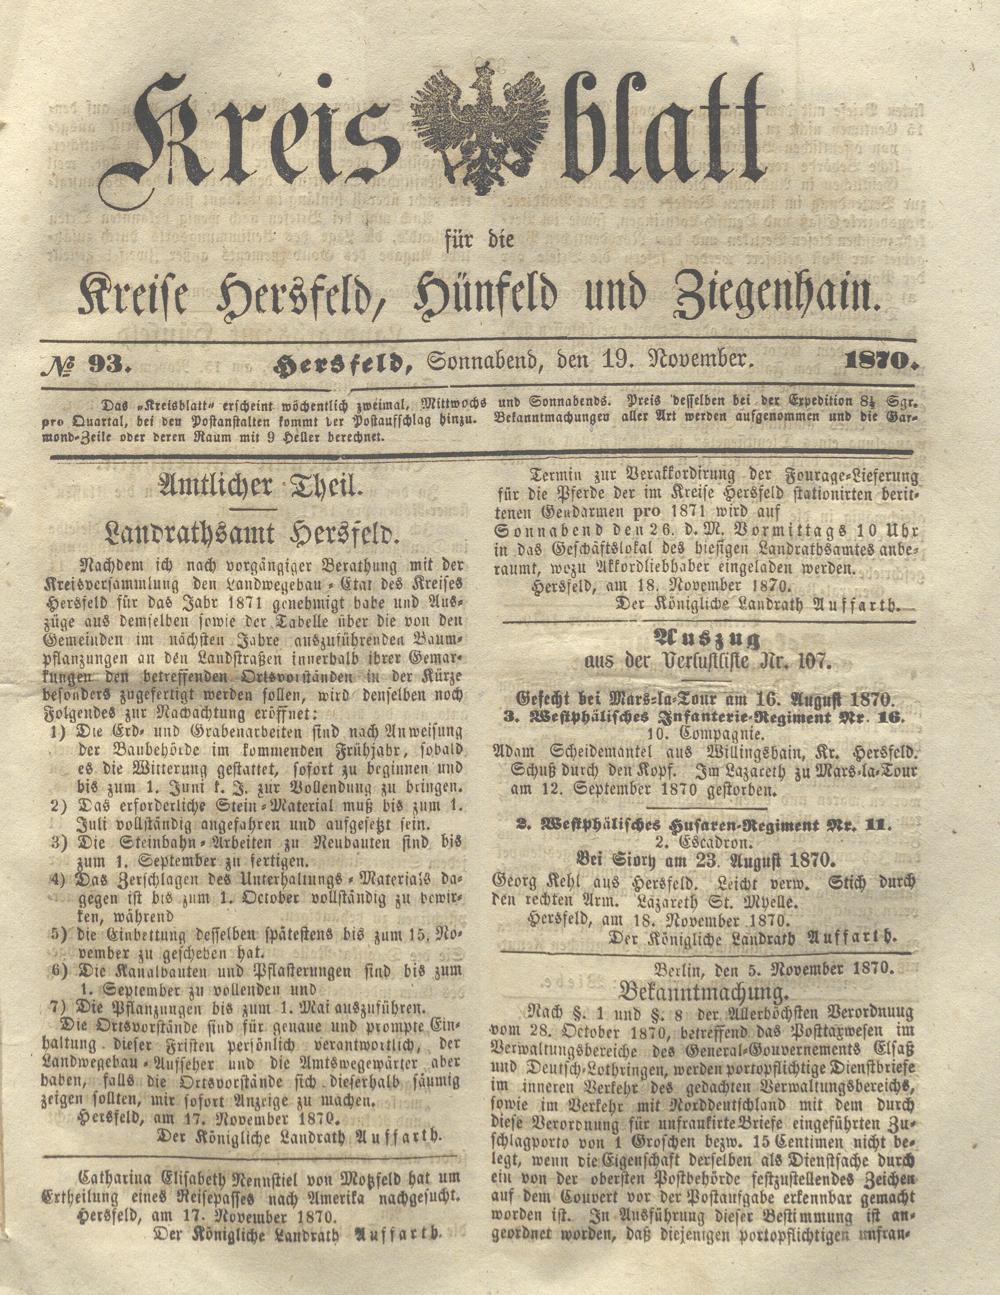 Kreis blatt
für die
Kreise Hersfeld, Hünfeld und Ziegenhain.
№ 93. Hersfeld, Sonnabend, den 19. November. 1870.
Das „Kreisblatt“ erscheint wöchentlich zweimal, Mittwochs und Sonnabends. Preis desselben bei der Expedition 8½ Sgr.
pro Quartal, bei den Postanstalten kommt der Postaufschlag hinzu. Bekanntmachungen aller Art werden aufgenommen und die Gar-
mond-Zeile oder deren Raum mit 9 Heller berechnet.
Amtlicher Theil.
Landrathsamt Hersfeld.
Nachdem ich nach vorgängiger Berathung mit der
Kreisversammlung den Landwegebau-Etat des Kreises
Hersfeld für das Jahr 1871 genehmigt habe und Aus-
züge aus demselben sowie der Tabelle über die von den
Gemeinden im nächsten Jahre auszuführenden Baum-
pflanzungen an den Landstraßen innerhalb ihrer Gemar-
kungen den betreffenden Ortsvorständen in der Kürze
besonders zugefertigt werden sollen, wird denselben noch
Folgendes zur Nachachtung eröffnet:
1) Die Erd- und Grabenarbeiten sind nach Anweisung
der Baubehörde im kommenden Frühjahr, sobald
es die Witterung gestattet, sofort zu beginnen und
bis zum 1. Juni k. J. zur Vollendung zu bringen.
2) Das erforderliche Stein-Material muß bis zum 1.
Juli vollständig angefahren und aufgesetzt sein.
3) Die Steinbahn-Arbeiten zu Neubauten sind bis
zum 1. September zu fertigen.
4) Das Zerschlagen des Unterhaltungs-Materials da-
gegen ist bis zum 1. October vollständig zu bewir-
ken, während
5) die Einbettung desselben spätestens bis zum 15. No-
vember zu geschehen hat.
6) Die Kanalbauten und Pflasterungen sind bis zum
1. September zu vollenden und
7) Die Pflanzungen bis zum 1. Mai auszuführen.
Die Ortsvorstände sind für genaue und prompte Ein-
haltung dieser Fristen persönlich verantwortlich, der
Landwegebau-Aufseher und die Amtswegewärter aber
haben, falls die Ortsvorstände sich dieserhalb säumig
zeigen sollten, mir sofort Anzeige zu machen.
Hersfeld, am 17. November 1870.
Der Königliche Landrath Auffarth.
Catharina Elisabeth Rennstiel von Motzfeld hat um
Ertheilung eines Reisepasses nach Amerika nachgesucht.
Hersfeld, am 17. November 1870.
Der Königliche Landrath Auffarth.
Termin zur Verakkordirung der Fourage-Lieferung
für die Pferde der im Kreise Hersfeld stationirten berit-
tenen Gendarmen pro 1871 wird auf
Sonnabend den 26. d. M. Vormittags 10 Uhr
in das Geschäftslokal des hiesigen Landrathsamtes anbe-
raumt, wozu Akkordliebhaber eingeladen werden.
Hersfeld, am 18. November 1870.
Der Königliche Landrath Auffarth.
Auszug
aus der Verlustliste Nr. 107.
Gefecht bei Mars-la-Tour am 16. August 1870.
3. Westphälisches Infanterie-Regiment Nr. 16.
10. Compagnie.
Adam Scheidemantel aus Willingshain, Kr. Hersfeld.
Schuß durch den Kopf. Im Lazareth zu Mars-la-Tour
am 12. September 1870 gestorben.
2. Westphälisches Husaren-Regiment Nr. 11.
2. Escadron.
Bei Siory am 23. August 1870.
Georg Kehl aus Hersfeld. Leicht verw. Stich durch
den rechten Arm. Lazareth St. Myelle.
Hersfeld, am 18. November 1870.
Der Königliche Landrath Auffarth.
Berlin, den 5. November 1870.
Bekanntmachung.
Nach §. 1 und §. 8 der Allerhöchsten Verordnung
vom 28. October 1870, betreffend das Posttaxwesen im
Verwaltungsbereiche des General-Gouvernements Elsaß
und Deutsch-Lothringen, werden portopflichtige Dienstbriefe
im inneren Verkehr des gedachten Verwaltungsbereichs,
sowie im Verkehr mit Norddeutschland mit dem durch
diese Verordnung für unfrankirte Briefe eingeführten Zu-
schlagporto von 1 Groschen bezw. 15 Centimen nicht be-
legt, wenn die Eigenschaft derselben als Dienstsache durch
ein von der obersten Postbehörde festzustellendes Zeichen
auf dem Couvert vor der Postaufgabe erkennbar gemacht
worden ist. In Ausführung dieser Bestimmung ist an-
geordnet worden, daß diejenigen portopflichtigen unfran-